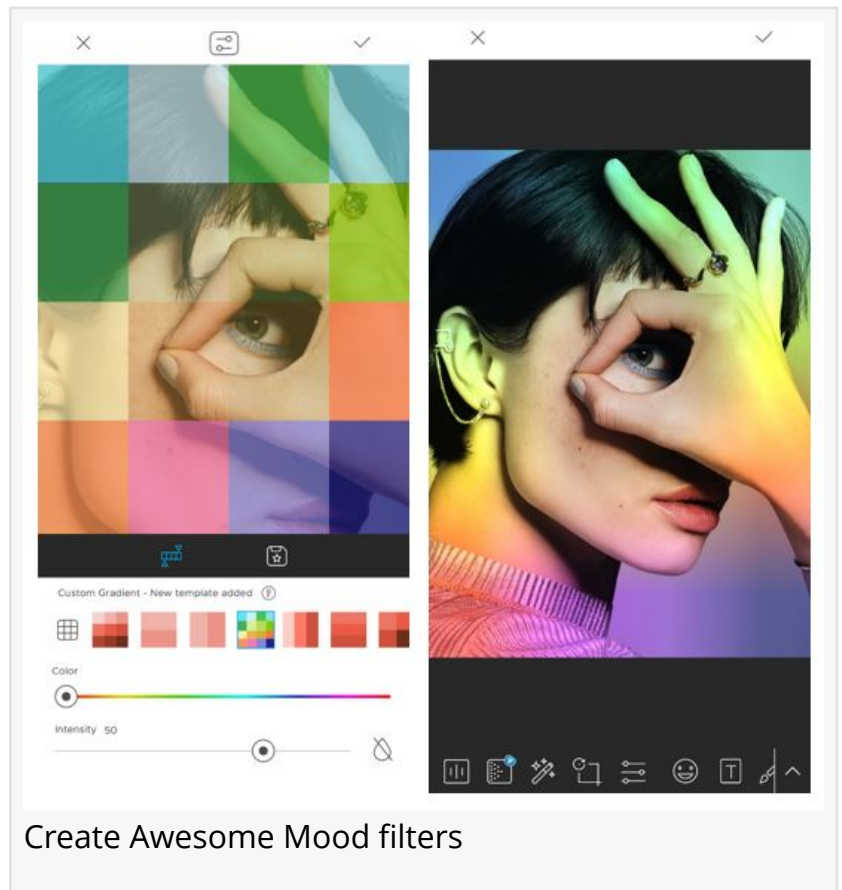 Custom Gradient - New template added
Color
Intensity 50
Create Awesome Mood filters